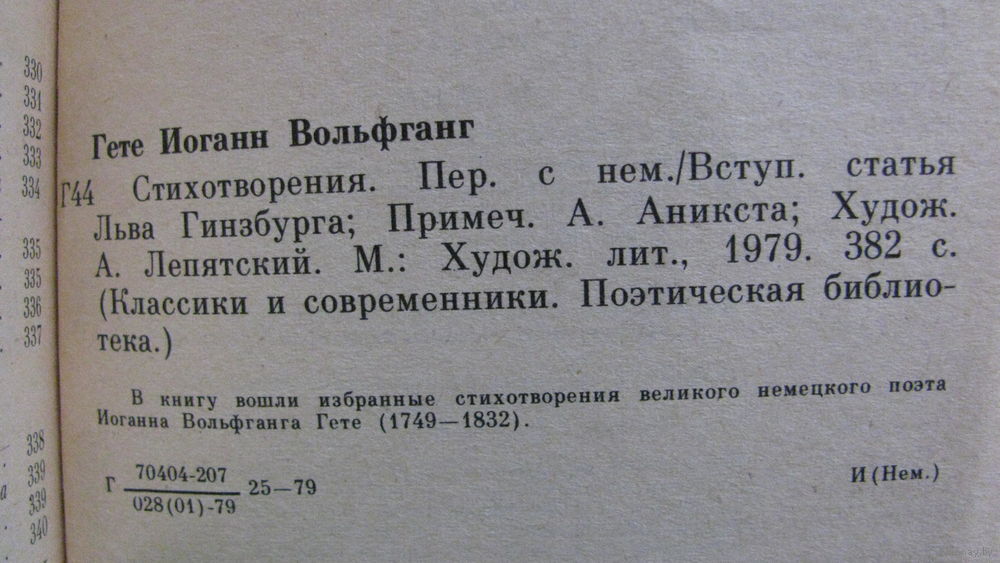 330
331
332
333
334
335
335
336
337
338
339
339
340
Гете Иоганн Вольфганг
Г44 Стихотворения. Пер. с нем./Вступ. статья
Льва Гинзбурга; Примеч. А. Аникста; Худож.
А. Лепятский. М.: Худож. лит., 1979. 382 с.
(Классики и современники. Поэтическая библио-
тека.)
В книгу вошли избранные стихотворения великого немецкого поэта
Иоганна Вольфганга Гете (1749—1832).
Г 70404-207
028(01)-79 25—79
И (Нем.)